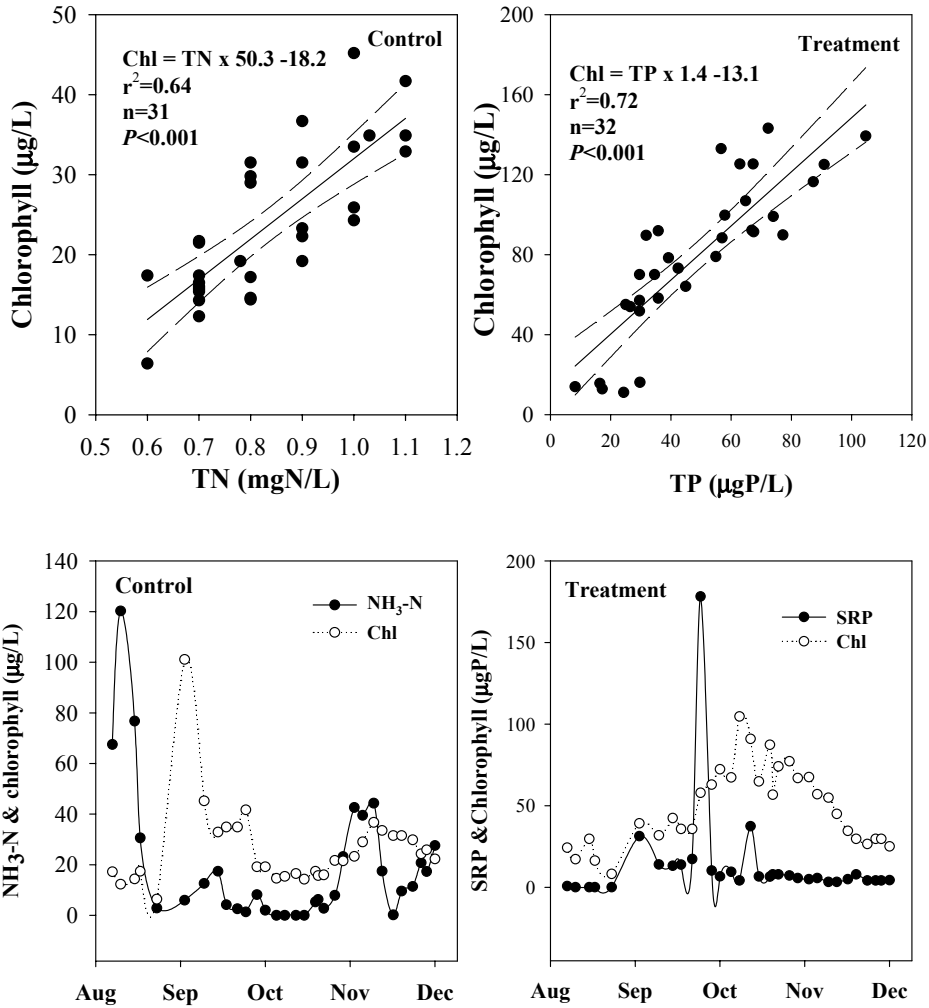 Control
Chl = TN x 50.3 -18.2
r²=0.64
n=31
P<0.001
Chlorophyll (µg/L)
50
40
30
20
10
0
0.5 0.6 0.7 0.8 0.9 1.0 1.1 1.2
TN (mgN/L)
Treatment
Chl = TP x 1.4 -13.1
r²=0.72
n=32
P<0.001
Chlorophyll (µg/L)
200
160
120
80
40
0
0 20 40 60 80 100 120
TP (µgP/L)
Control
NH₃-N
Chl
NH₃-N & chlorophyll (µg/L)
140
120
100
80
60
40
20
0
Aug Sep Oct Nov Dec
Treatment
SRP
Chl
SRP &Chlorophyll (µgP/L)
200
150
100
50
0
Aug Sep Oct Nov Dec